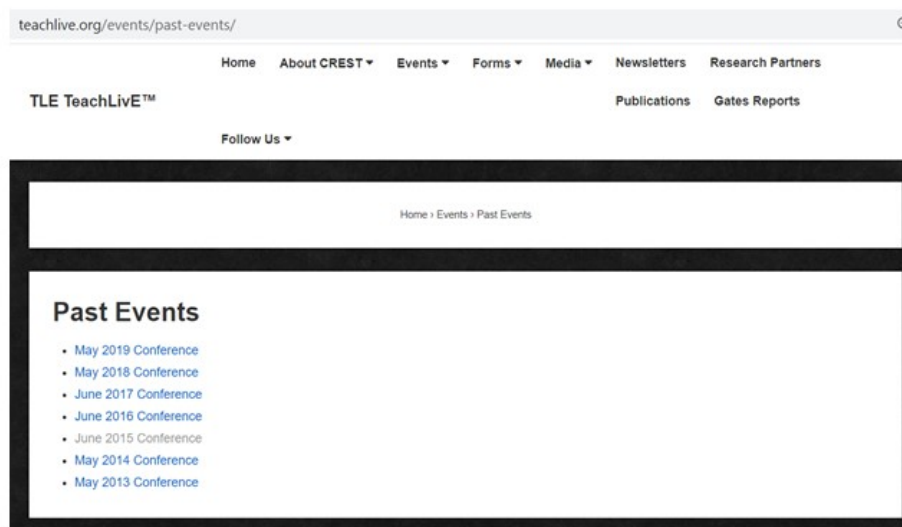 teachlive.org/events/past-events/
Home About CREST Events Forms Media Newsletters Research Partners
TLE TeachLivE™ Publications Gates Reports
Follow Us
Home › Events › Past Events
Past Events
• May 2019 Conference
• May 2018 Conference
• June 2017 Conference
• June 2016 Conference
• June 2015 Conference
• May 2014 Conference
• May 2013 Conference